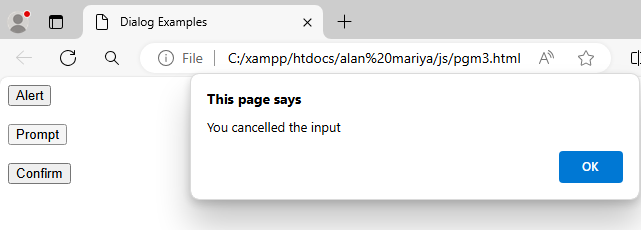 Dialog Examples
File
C:/xampp/htdocs/alan%20mariya/js/pgm3.html
Alert
This page says
Prompt
You cancelled the input
Confirm
OK